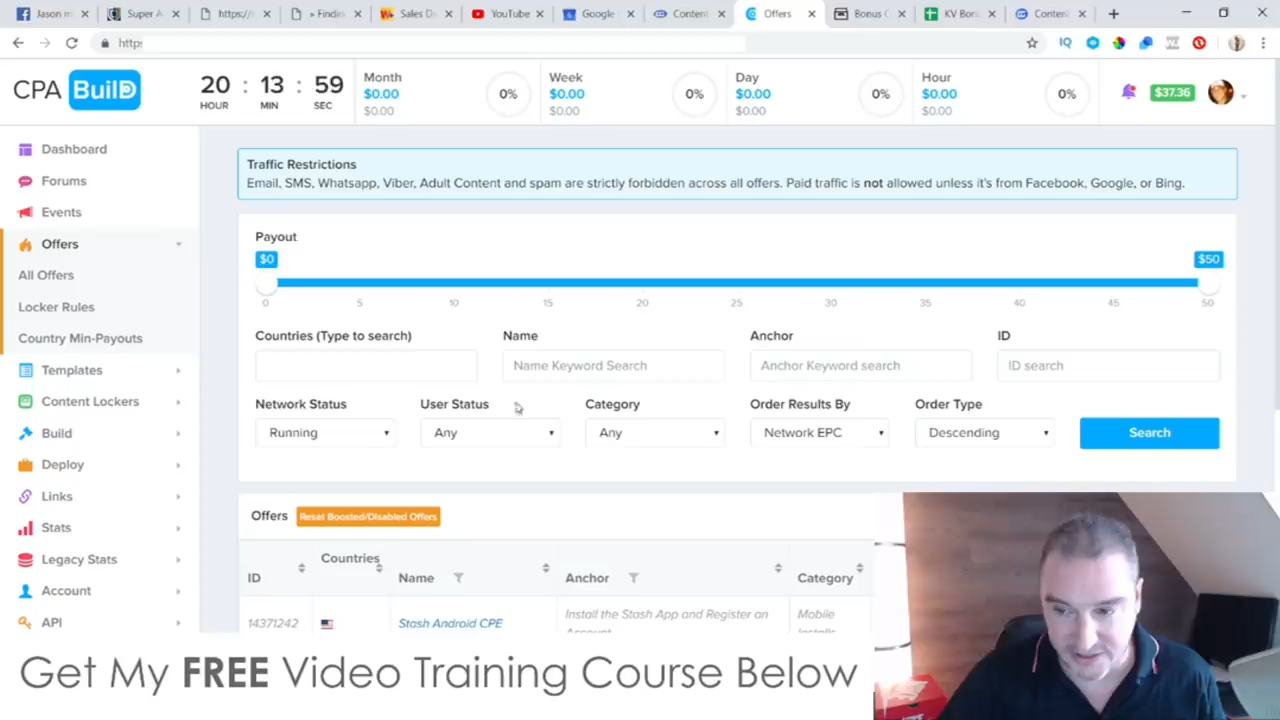 Jason m
Super A
https:/
» Findin
Sales D
YouTube
Google
Content
Offers
Bonus
KV Bon
Conten
https
CPA BuilD
20 : 13 : 59
HOUR MIN SEC
Month
$0.00
$0.00
0%
Week
$0.00
$0.00
0%
Day
$0.00
$0.00
0%
Hour
$0.00
$0.00
0%
$37.36
Dashboard
Forums
Events
Offers
All Offers
Locker Rules
Country Min-Payouts
Templates
Content Lockers
Build
Deploy
Links
Stats
Legacy Stats
Account
API
Traffic Restrictions
Email, SMS, Whatsapp, Viber, Adult Content and spam are strictly forbidden across all offers. Paid traffic is not allowed unless it's from Facebook, Google, or Bing.
Payout
$0 $50
0 5 10 15 20 25 30 35 40 45 50
Countries (Type to search) Name Anchor ID
Name Keyword Search Anchor Keyword search ID search
Network Status User Status Category Order Results By Order Type
Running Any Any Network EPC Descending Search
Offers Reset Boosted/Disabled Offers
ID Countries Name Anchor Category
14371242 Stash Android CPE Install the Stash App and Register an Mobile
Get My FREE Video Training Course Below